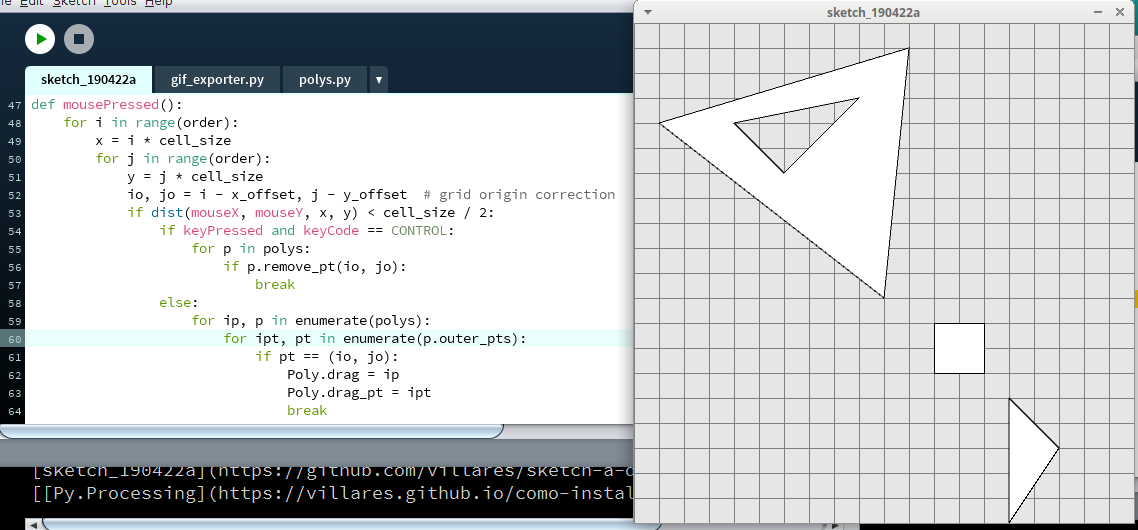 Edit Sketch Tools Help
sketch_190422a
sketch_190422a gif_exporter.py polys.py
47 def mousePressed():
48 for i in range(order):
49 x = i * cell_size
50 for j in range(order):
51 y = j * cell_size
52 io, jo = i - x_offset, j - y_offset # grid origin correction
53 if dist(mouseX, mouseY, x, y) < cell_size / 2:
54 if keyPressed and keyCode == CONTROL:
55 for p in polys:
56 if p.remove_pt(io, jo):
57 break
58 else:
59 for ip, p in enumerate(polys):
60 for ipt, pt in enumerate(p.outer_pts):
61 if pt == (io, jo):
62 Poly.drag = ip
63 Poly.drag_pt = ipt
64 break
[sketch_190422a](https://github.com/villares/sketch-a-
[[Py.Processing](https://villares.github.io/como-instal